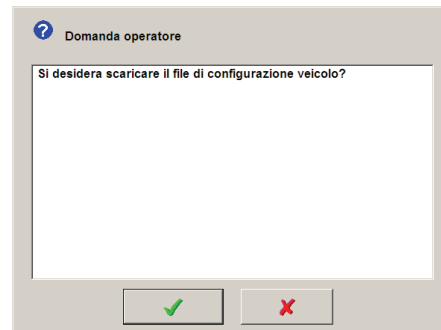 Domanda operatore
Si desidera scaricare il file di configurazione veicolo?